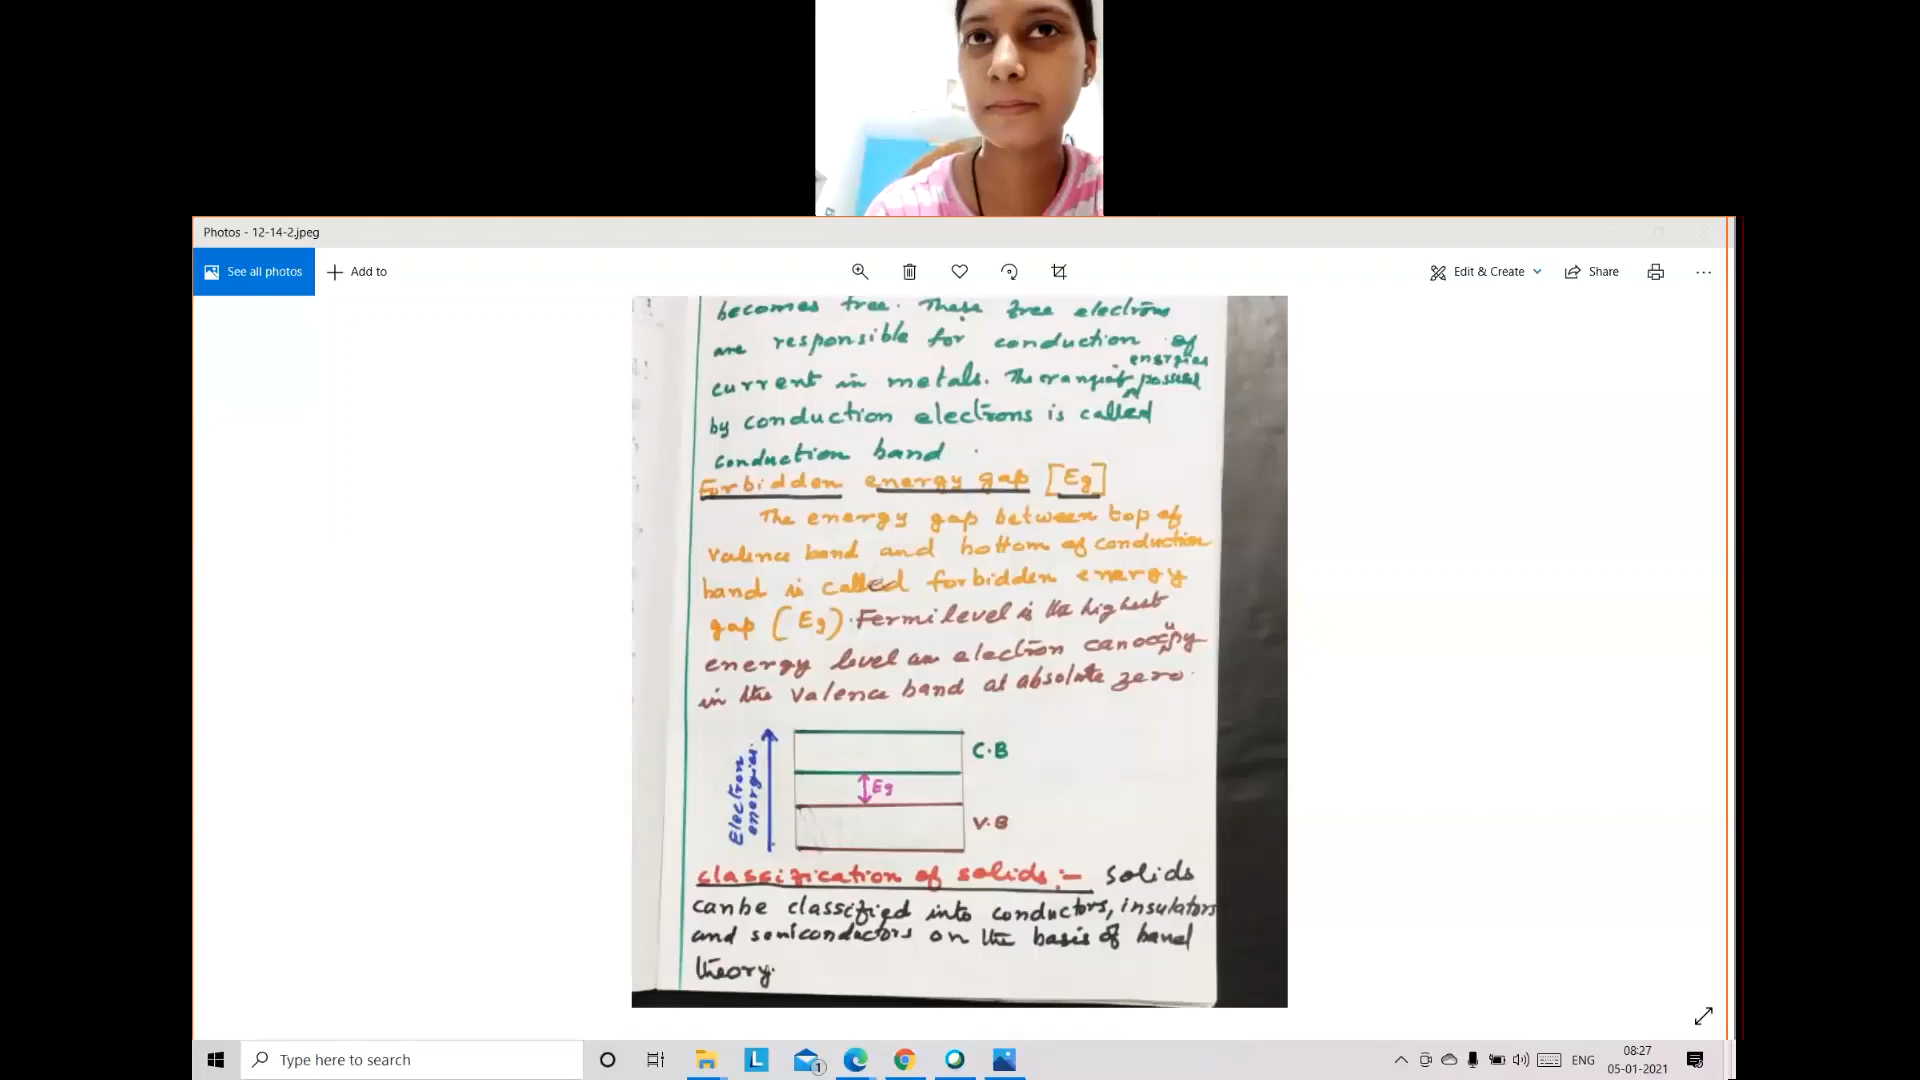 Photos - 12-14-2.jpeg
See all photos
Add to
Edit & Create
Share
becomes free. These free electrons
are responsible for conduction of
energies
current in metals. The range of possessed
by conduction electrons is called
conduction band.
Forbidden energy gap [Eg]
The energy gap between top of
valence band and bottom of conduction
band is called forbidden energy
gap (Eg). Fermi level is the highest
energy level an electron can occupy
in the valence band at absolute zero.
Electron energy
C.B
Eg
V.B
classification of solids:- Solids
can be classified into conductors, insulators
and semiconductors on the basis of band
theory.
Type here to search
L
1
ENG
08:27
05-01-2021